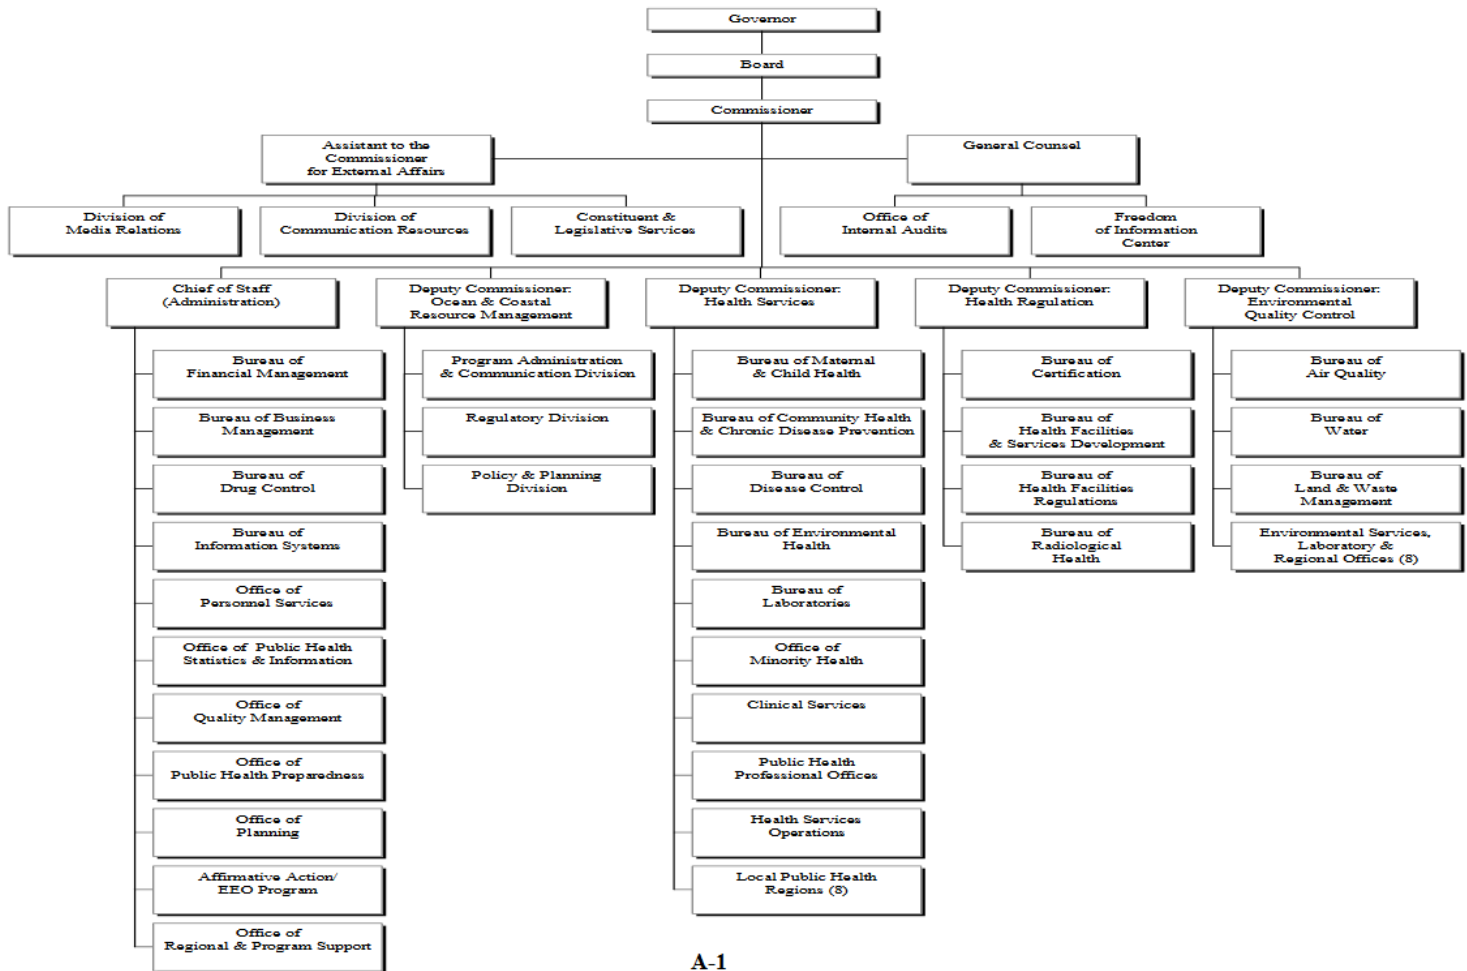 Governor
Board
Commissioner
Assistant to the
Commissioner
for External Affairs
General Counsel
Division of
Media Relations
Division of
Communication Resources
Constituent &
Legislative Services
Office of
Internal Audits
Freedom
of Information
Center
Chief of Staff
(Administration)
Deputy Commissioner:
Ocean & Coastal
Resource Management
Deputy Commissioner:
Health Services
Deputy Commissioner:
Health Regulation
Deputy Commissioner:
Environmental
Quality Control
Bureau of
Financial Management
Bureau of Business
Management
Bureau of
Drug Control
Bureau of
Information Systems
Office of
Personnel Services
Office of Public Health
Statistics & Information
Office of
Quality Management
Office of
Public Health Preparedness
Office of
Planning
Affirmative Action/
EEO Program
Office of
Regional & Program Support
Program Administration
& Communication Division
Regulatory Division
Policy & Planning
Division
Bureau of Maternal
& Child Health
Bureau of Community Health
& Chronic Disease Prevention
Bureau of
Disease Control
Bureau of Environmental
Health
Bureau of
Laboratories
Office of
Minority Health
Clinical Services
Public Health
Professional Offices
Health Services
Operations
Local Public Health
Regions (8)
Bureau of
Certification
Bureau of
Health Facilities
& Services Development
Bureau of
Health Facilities
Regulations
Bureau of
Radiological
Health
Bureau of
Air Quality
Bureau of
Water
Bureau of
Land & Waste
Management
Environmental Services,
Laboratory &
Regional Offices (8)
A-1